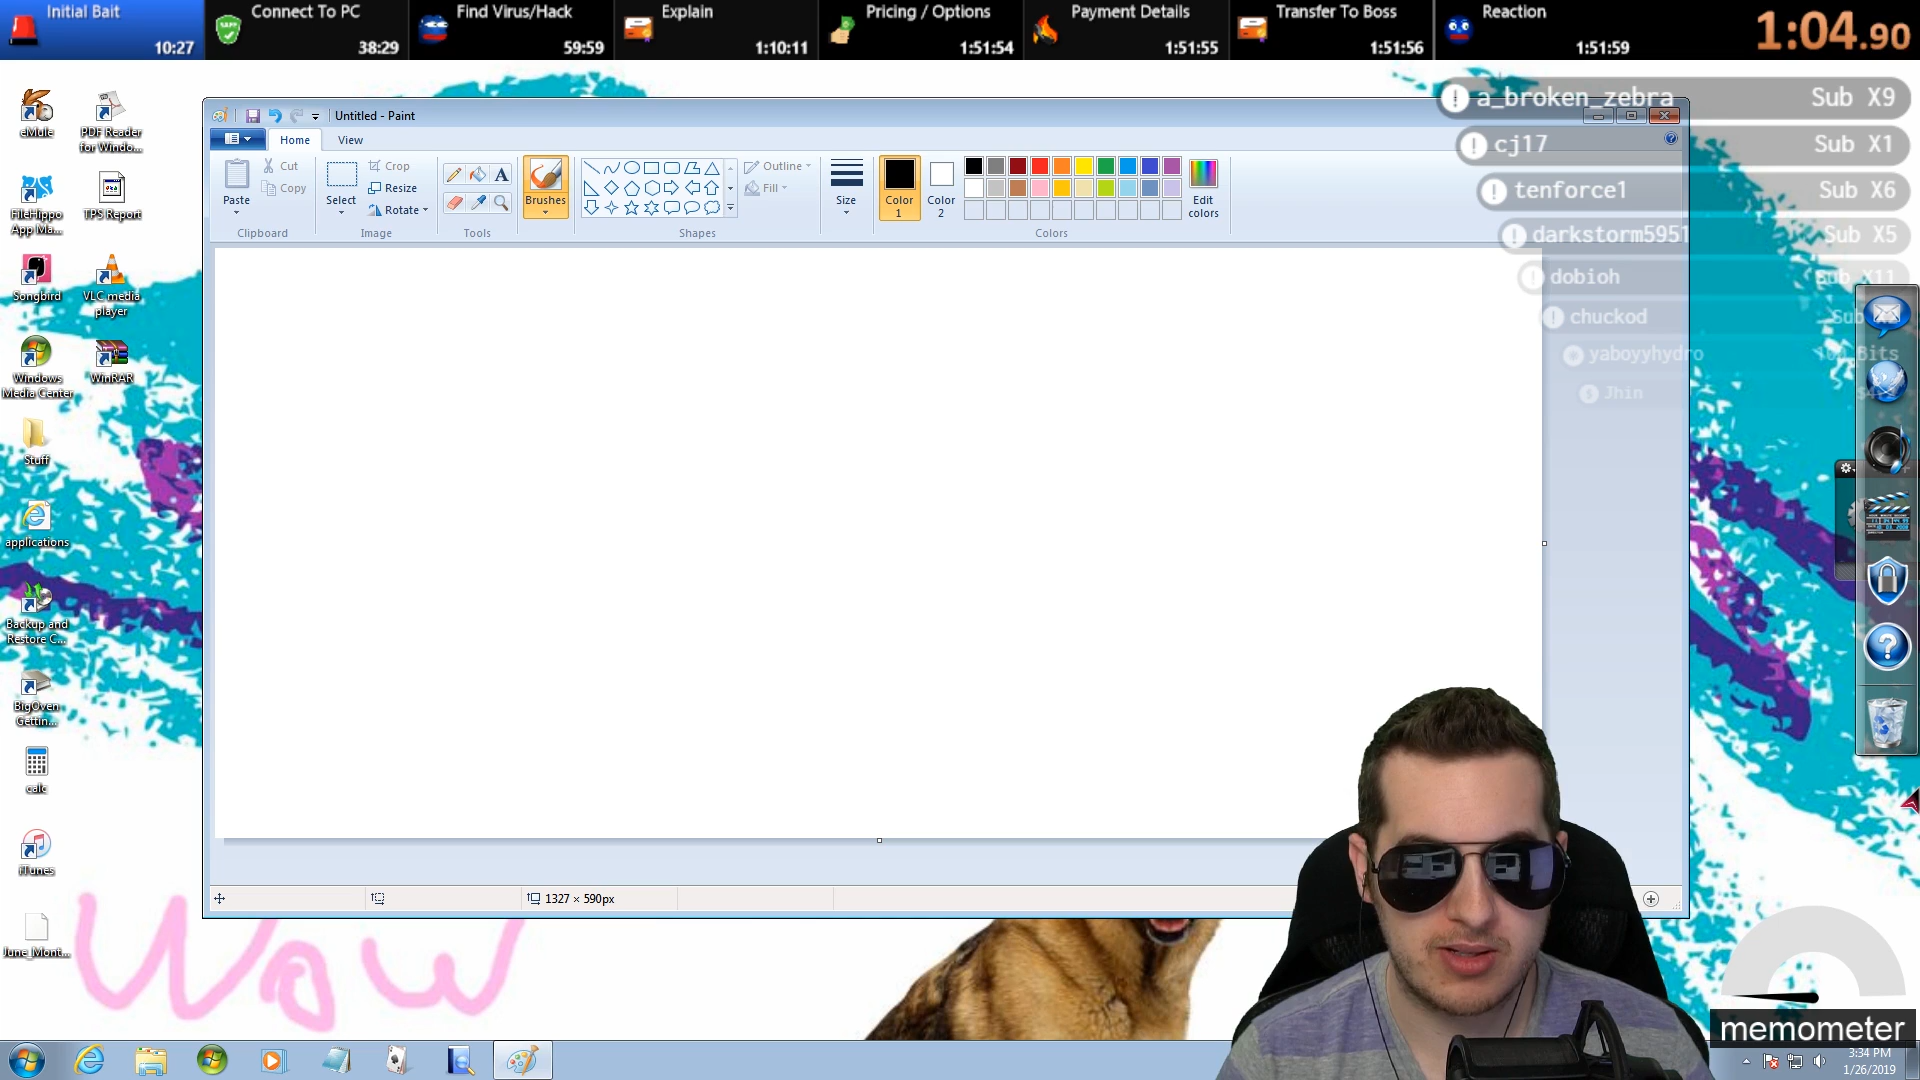 Initial Bait
10:27
Connect To PC
38:29
Find Virus/Hack
59:59
Explain
1:10:11
Pricing / Options
1:51:54
Payment Details
1:51:55
Transfer To Boss
1:51:56
Reaction
1:51:59
1:04.90
a_broken_zebra Sub X9
cj17 Sub X1
tenforce1 Sub X6
darkstorm5951 Sub X5
dobioh Sub X11
chuckod Sub
yaboyyhydro Bits
Jhin
eMule
PDF Reader
for Windo...
FileHippo
App Ma...
TPS Report
Songbird
VLC media
player
Windows
Media Center
WinRAR
Stuff
applications
Backup and
Restore C...
BigOven
Gettin...
calc
iTunes
June_Mont...
Untitled - Paint
Home View
Paste
Cut
Copy
Clipboard
Select
Crop
Resize
Rotate
Image
A
Tools
Brushes
Outline
Fill
Shapes
Size
Color
1
Color
2
Edit
colors
Colors
1327 × 590px
WoW
memometer
3:34 PM
1/26/2019